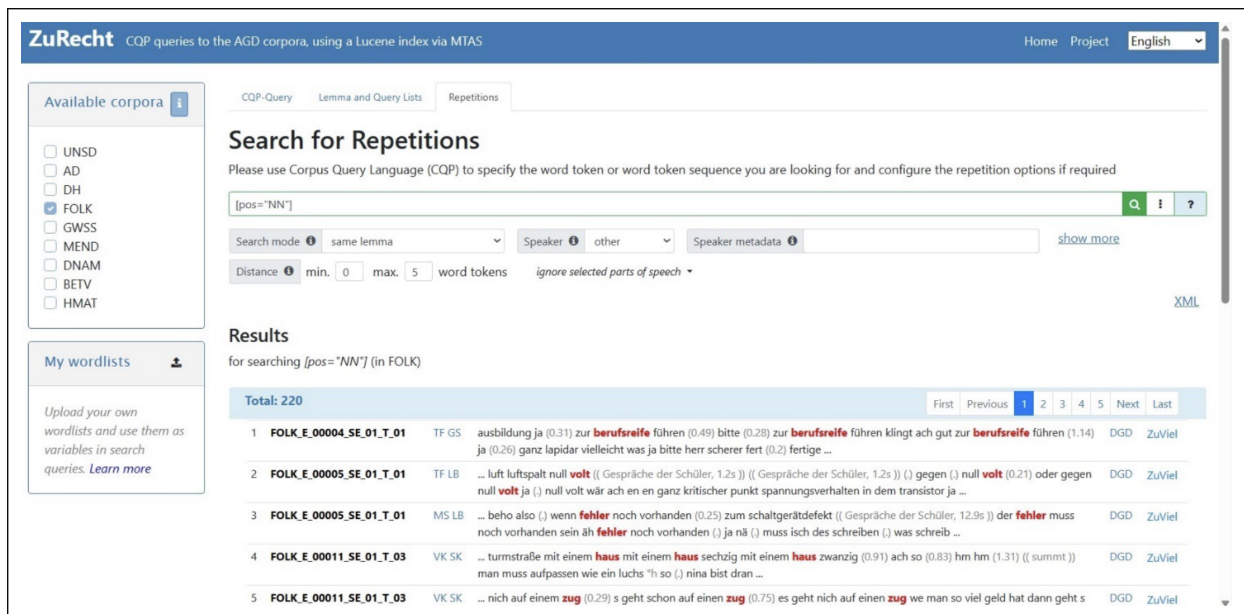 ZuRecht CQP queries to the AGD corpora, using a Lucene index via MTAS Home Project English
Available corpora
UNSD
AD
DH
FOLK
GWSS
MEND
DNAM
BETV
HMAT
My wordlists
Upload your own
wordlists and use them as
variables in search
queries. Learn more
CQP-Query Lemma and Query Lists Repetitions
Search for Repetitions
Please use Corpus Query Language (CQP) to specify the word token or word token sequence you are looking for and configure the repetition options if required
[pos="NN"] ?
Search mode same lemma Speaker other Speaker metadata show more
Distance min. 0 max. 5 word tokens ignore selected parts of speech
XML
Results
for searching [pos="NN"] (in FOLK)
Total: 220 First Previous 1 2 3 4 5 Next Last
1 FOLK_E_00004_SE_01_T_01 TF GS ausbildung ja (0.31) zur berufsreife führen (0.49) bitte (0.28) zur berufsreife führen klingt ach gut zur berufsreife führen (1.14) DGD ZuViel
ja (0.26) ganz lapidar vielleicht was ja bitte herr scherer fert (0.2) fertige ...
2 FOLK_E_00005_SE_01_T_01 TF LB ... luft luftspalt null volt (( Gespräche der Schüler, 1.2s )) (( Gespräche der Schüler, 1.2s )) (.) gegen (.) null volt (0.21) oder gegen DGD ZuViel
null volt ja (.) null volt wär ach en en ganz kritischer punkt spannungsverhalten in dem transistor ja ...
3 FOLK_E_00005_SE_01_T_01 MS LB ... beho also (.) wenn fehler noch vorhanden (0.25) zum schaltgerätdefekt (( Gespräche der Schüler, 12.9s )) der fehler muss DGD ZuViel
noch vorhanden sein äh fehler noch vorhanden (.) ja nä (.) muss isch des schreiben (.) was schreib ...
4 FOLK_E_00011_SE_01_T_03 VK SK ... turmstraße mit einem haus mit einem haus sechzig mit einem haus zwanzig (0.91) ach so (0.83) hm hm (1.31) (( summt )) DGD ZuViel
man muss aufpassen wie ein luchs °h so (.) nina bist dran ...
5 FOLK_E_00011_SE_01_T_03 VK SK ... nich auf einem zug (0.29) s geht schon auf einen zug (0.75) es geht nich auf einen zug we man so viel geld hat dann geht s DGD ZuViel